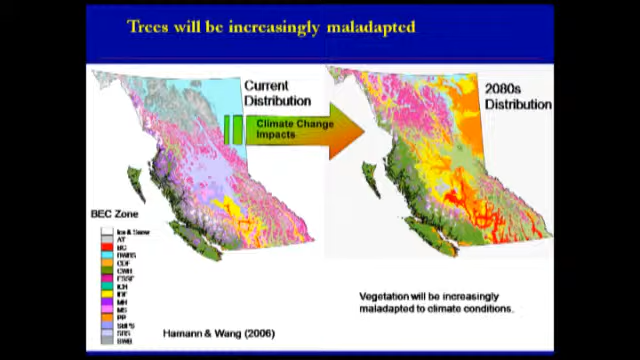 Trees will be increasingly maladapted
Current
Distribution
Climate Change
Impacts
2080s
Distribution
BEC Zone
Ice & Snow
AT
BG
CDF
CWH
ESSF
ICH
IDF
MH
MS
PP
SBPS
SBS
SWB
Vegetation will be increasingly
maladapted to climate conditions.
Hamann & Wang (2006)